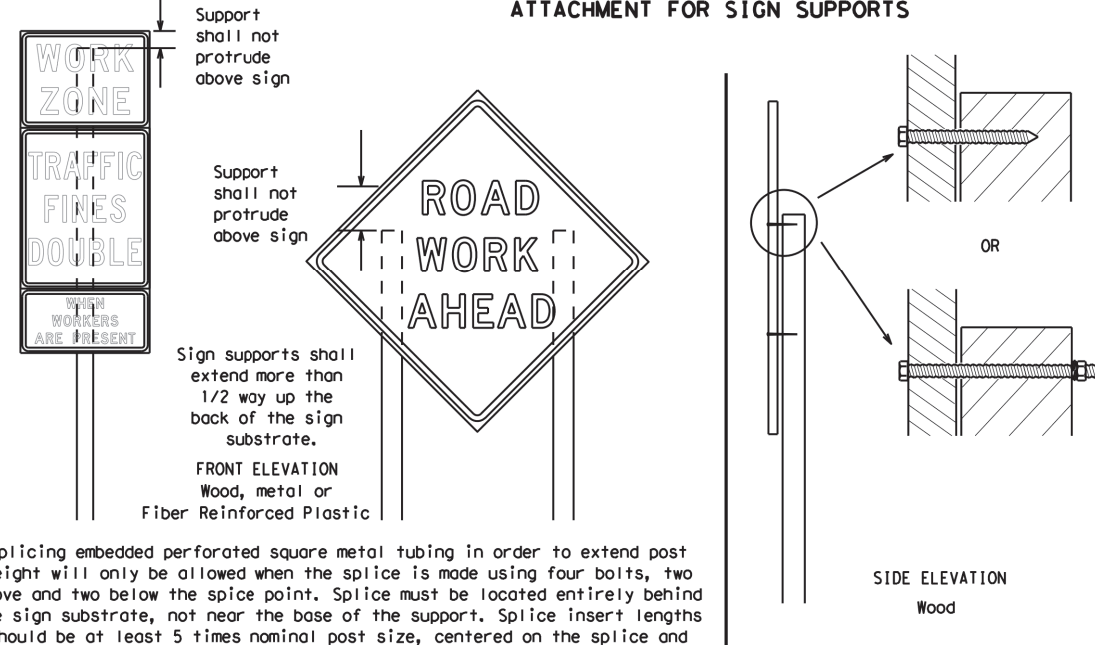 ATTACHMENT FOR SIGN SUPPORTS
Support
shall not
protrude
above sign
WORK
ZONE
TRAFFIC
FINES
DOUBLE
WHEN
WORKERS
ARE PRESENT
Support
shall not
protrude
above sign
ROAD
WORK
AHEAD
Sign supports shall
extend more than
1/2 way up the
back of the sign
substrate.
FRONT ELEVATION
Wood, metal or
Fiber Reinforced Plastic
OR
SIDE ELEVATION
Wood
plicing embedded perforated square metal tubing in order to extend post
eight will only be allowed when the splice is made using four bolts, two
ove and two below the spice point. Splice must be located entirely behind
e sign substrate, not near the base of the support. Splice insert lengths
hould be at least 5 times nominal post size, centered on the splice and